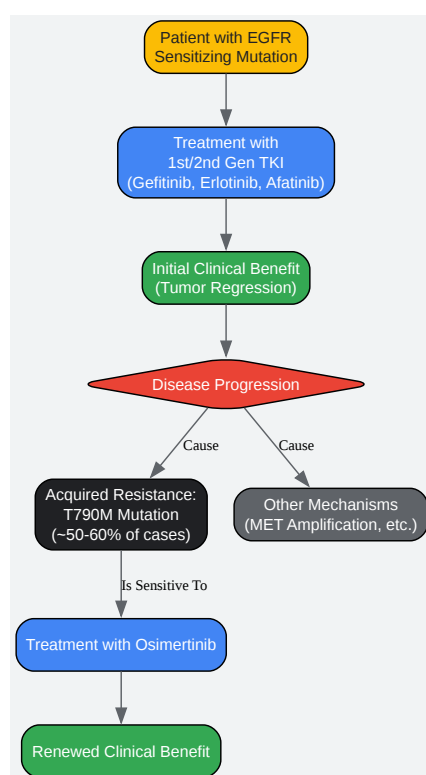 Patient with EGFR
Sensitizing Mutation
Treatment with
1st/2nd Gen TKI
(Gefitinib, Erlotinib, Afatinib)
Initial Clinical Benefit
(Tumor Regression)
Disease Progression
Cause
Cause
Acquired Resistance:
T790M Mutation
(~50-60% of cases)
Other Mechanisms
(MET Amplification, etc.)
Is Sensitive To
Treatment with Osimertinib
Renewed Clinical Benefit